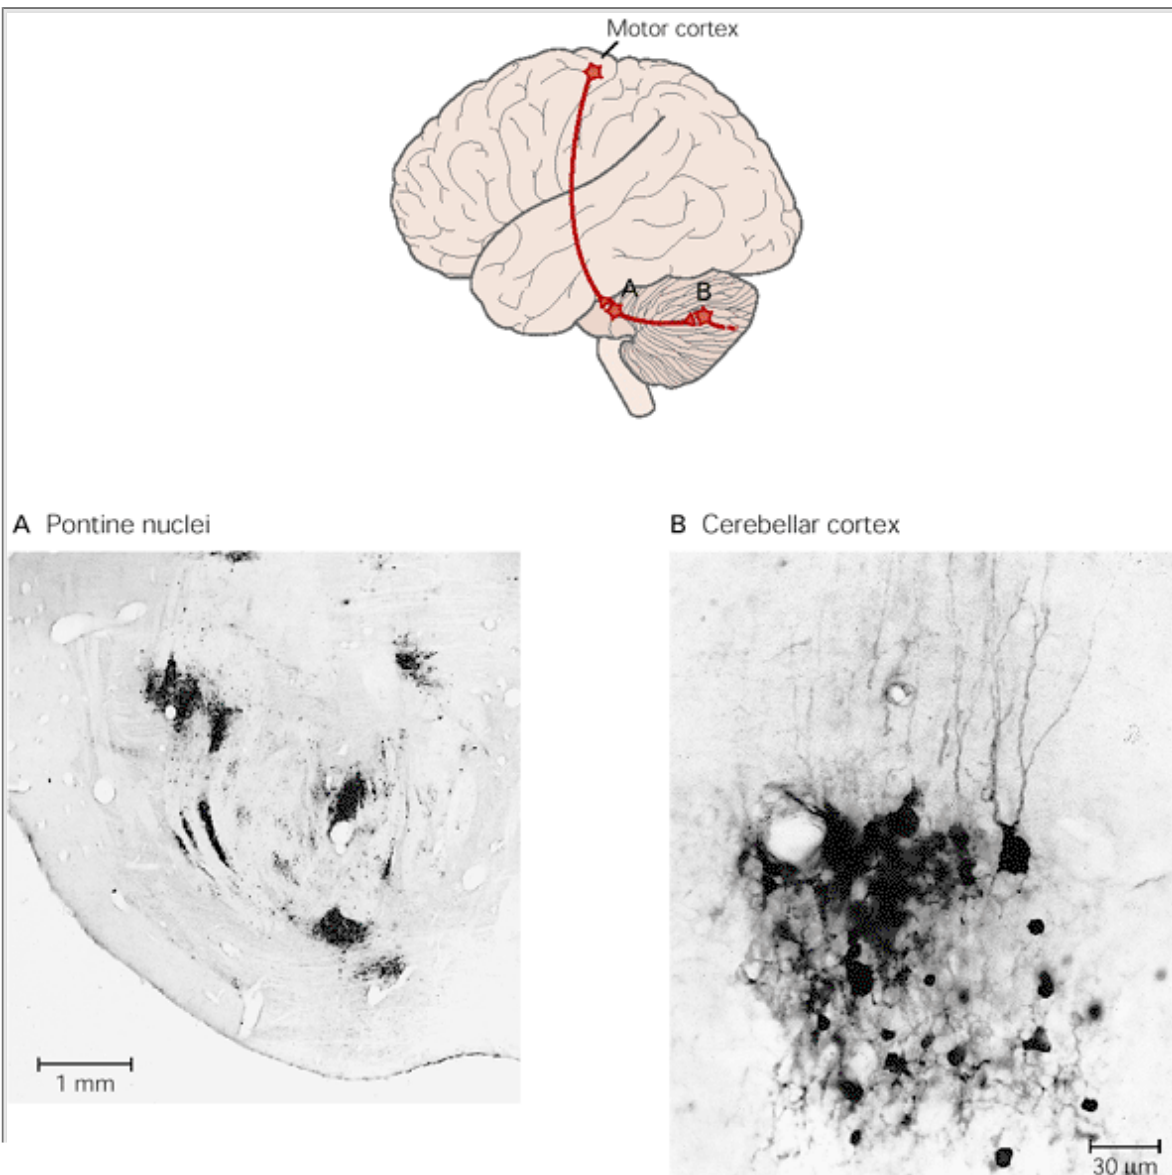 Motor cortex
A
B
A Pontine nuclei
B Cerebellar cortex
1 mm
30 μm